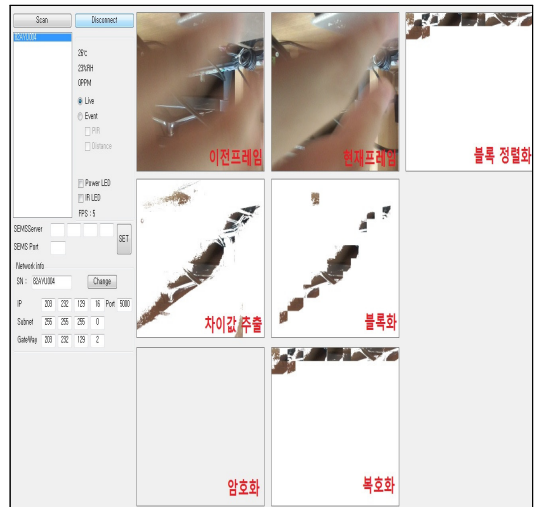 Scan
Disconnect
82AYU004
26℃
23%RH
0PPM
Live
Event
PIR
Distance
Power LED
IR LED
FPS : 5
SEMSServer
SEMS Port
SET
Network info
SN : 82AYU004 Change
IP 203 232 129 16 Port 5000
Subnet 255 255 255 0
GateWay 203 232 129 2
이전프레임
현재프레임
블록 정렬화
차이값 추출
블록화
암호화
복호화